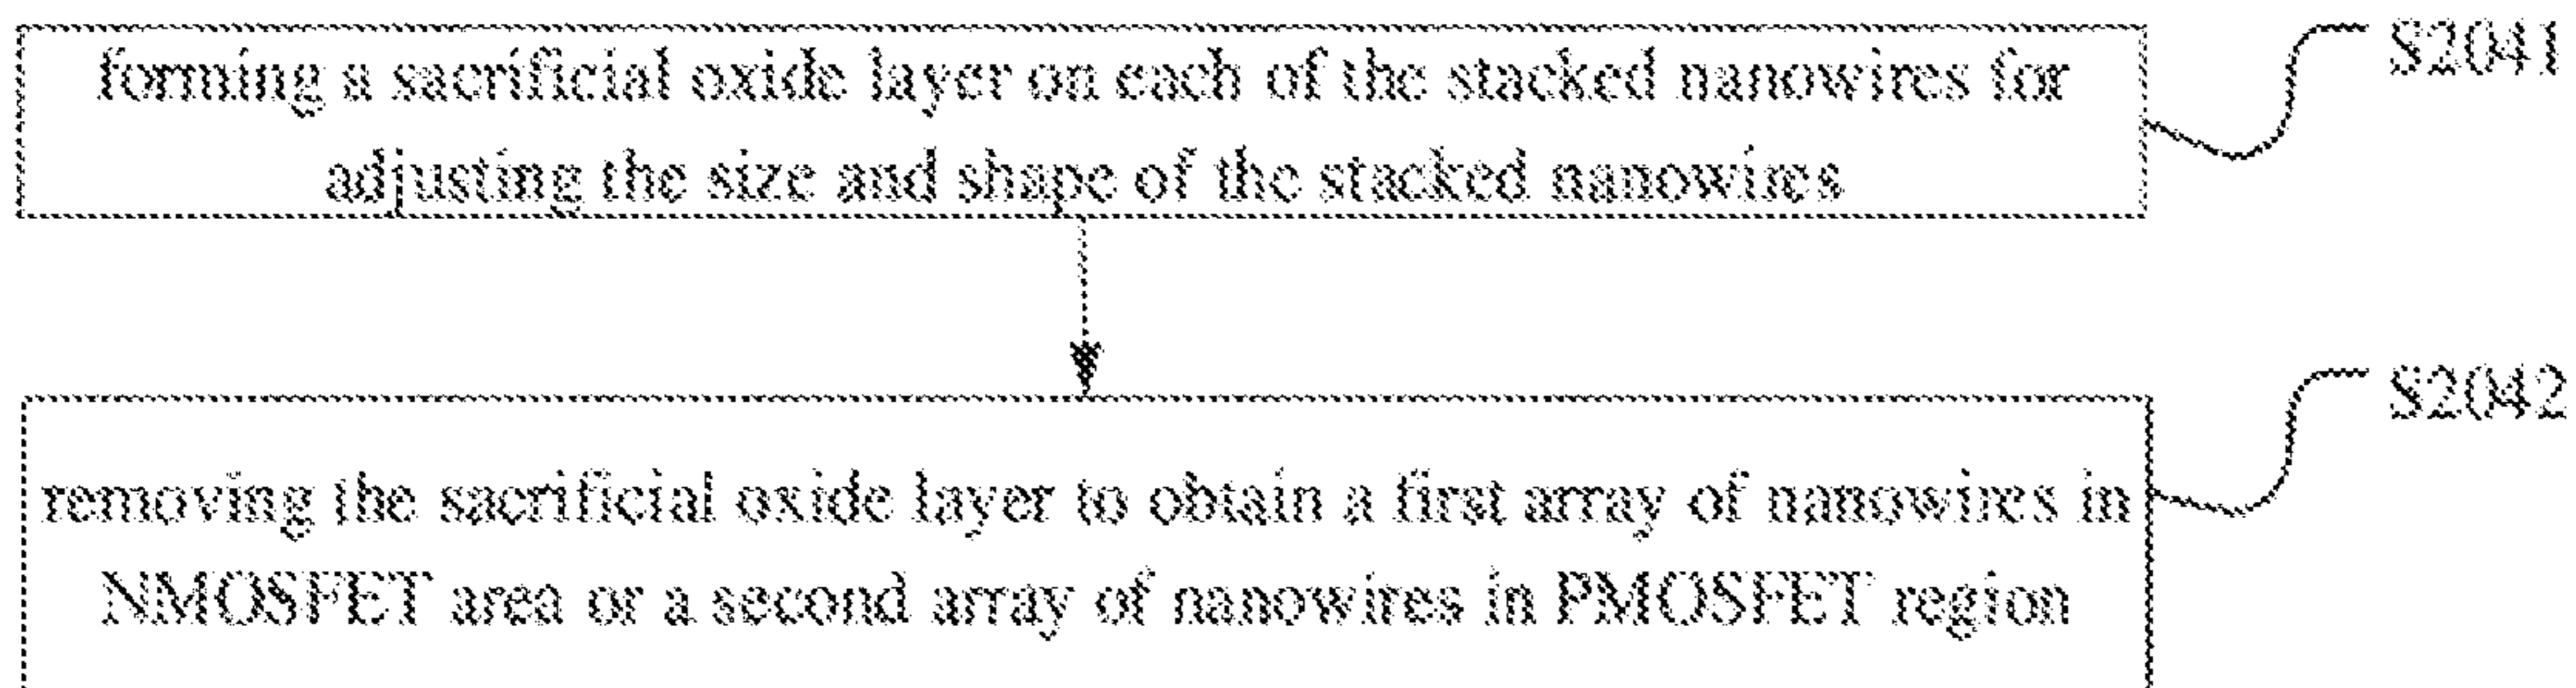 forming a sacrificial oxide layer on each of the stacked nanowires for
adjusting the size and shape of the stacked nanowires
S2041
removing the sacrificial oxide layer to obtain a first array of nanowires in
NMOSFET area or a second array of nanowires in PMOSFET region
S2042